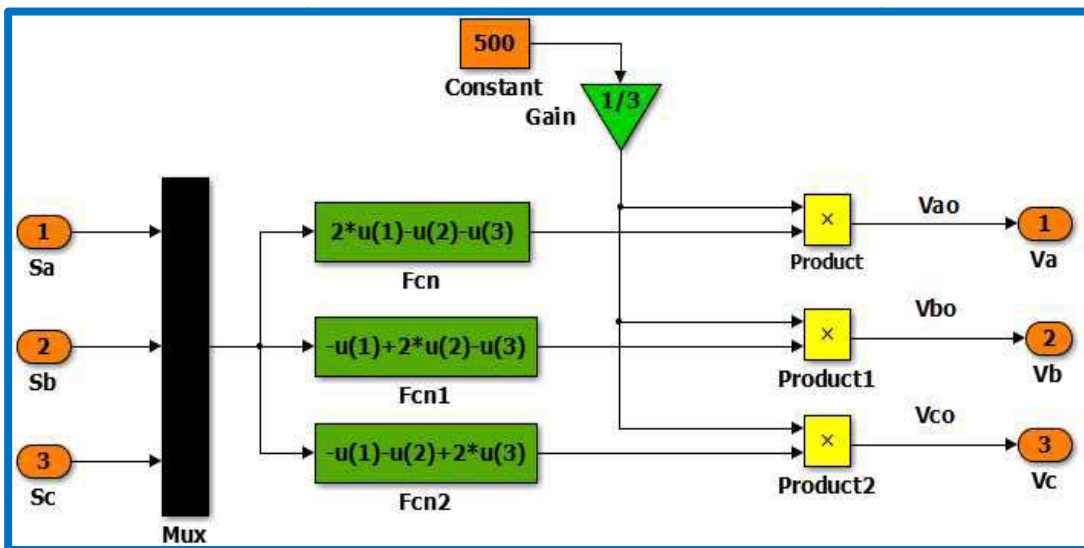 500
Constant
1/3
Gain
1
Sa
2
Sb
3
Sc
Mux
2*u(1)-u(2)-u(3)
Fcn
-u(1)+2*u(2)-u(3)
Fcn1
-u(1)-u(2)+2*u(3)
Fcn2
×
Product
×
Product1
×
Product2
Vao
Vbo
Vco
1
Va
2
Vb
3
Vc